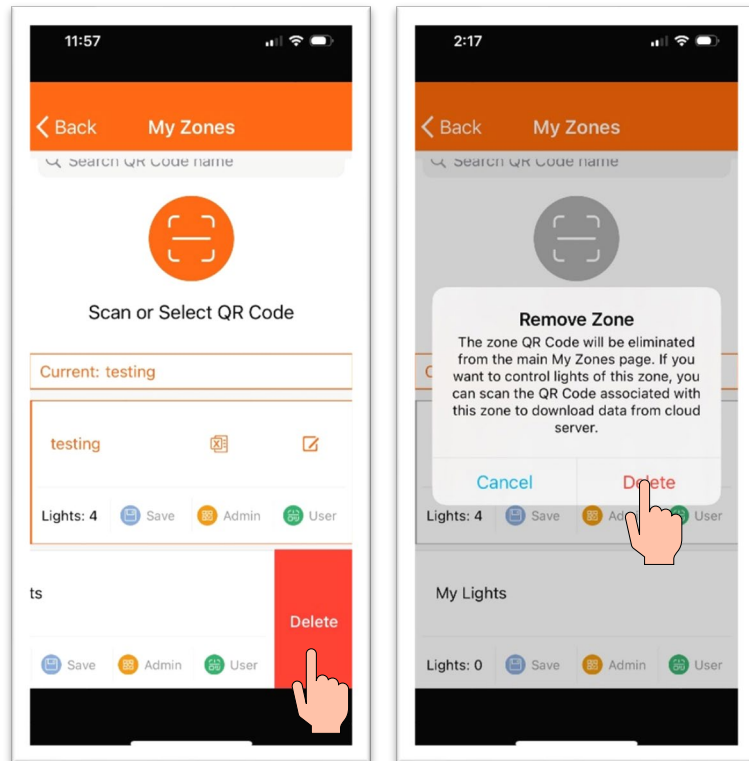 11:57
Back My Zones
Search QR Code name
Scan or Select QR Code
Current: testing
testing
Lights: 4 Save Admin User
ts
Delete
Save Admin User
2:17
Back My Zones
Search QR Code name
Remove Zone
The zone QR Code will be eliminated
from the main My Zones page. If you
want to control lights of this zone, you
can scan the QR Code associated with
this zone to download data from cloud
server.
Cancel Delete
Lights: 4 Save User
My Lights
Lights: 0 Save Admin User